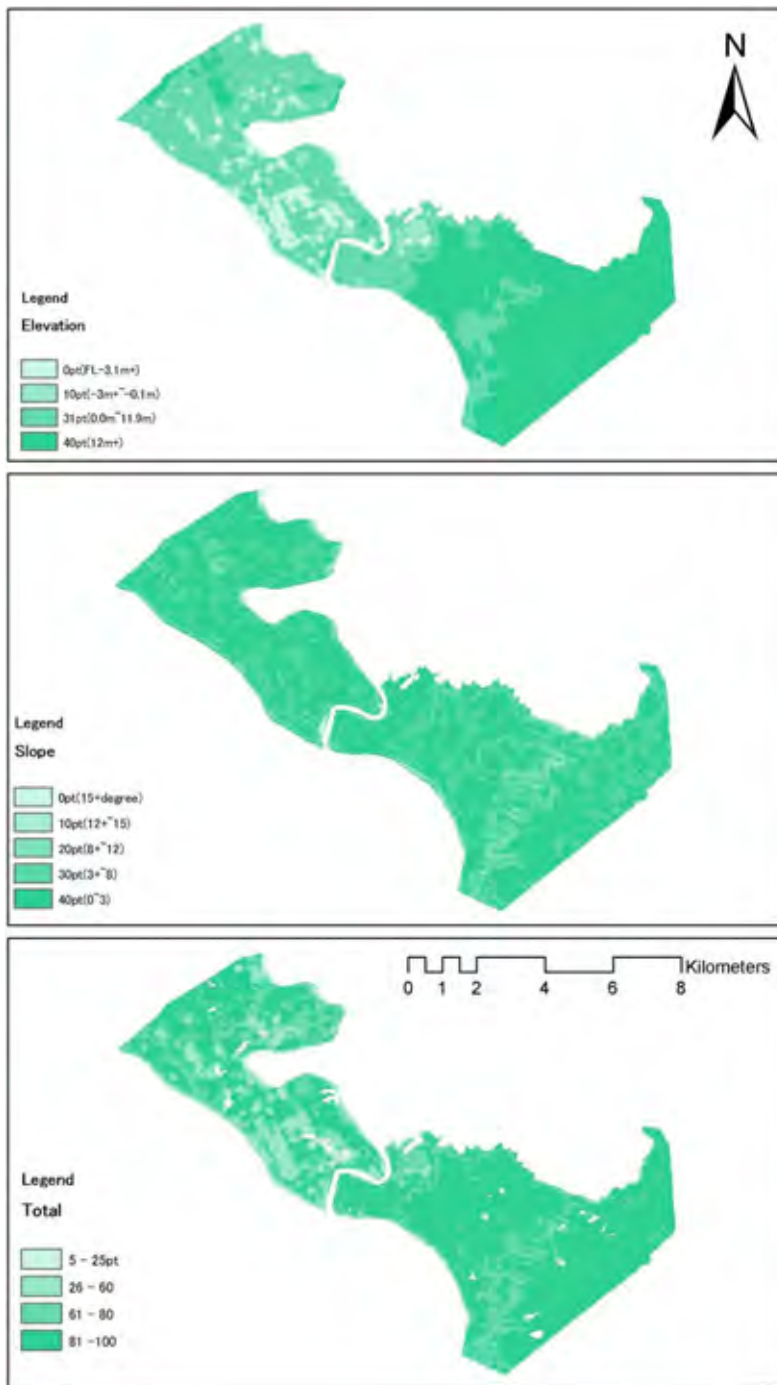 N
Legend
Elevation
0pt(FL-3.1m+)
10pt(-3m+~-0.1m)
31pt(0.0m~11.9m)
40pt(12m+)
Legend
Slope
0pt(15+degree)
10pt(12+~15)
20pt(8+~12)
30pt(3+~8)
40pt(0~3)
Kilometers
0 1 2 4 6 8
Legend
Total
5 - 25pt
26 - 60
61 - 80
81 -100